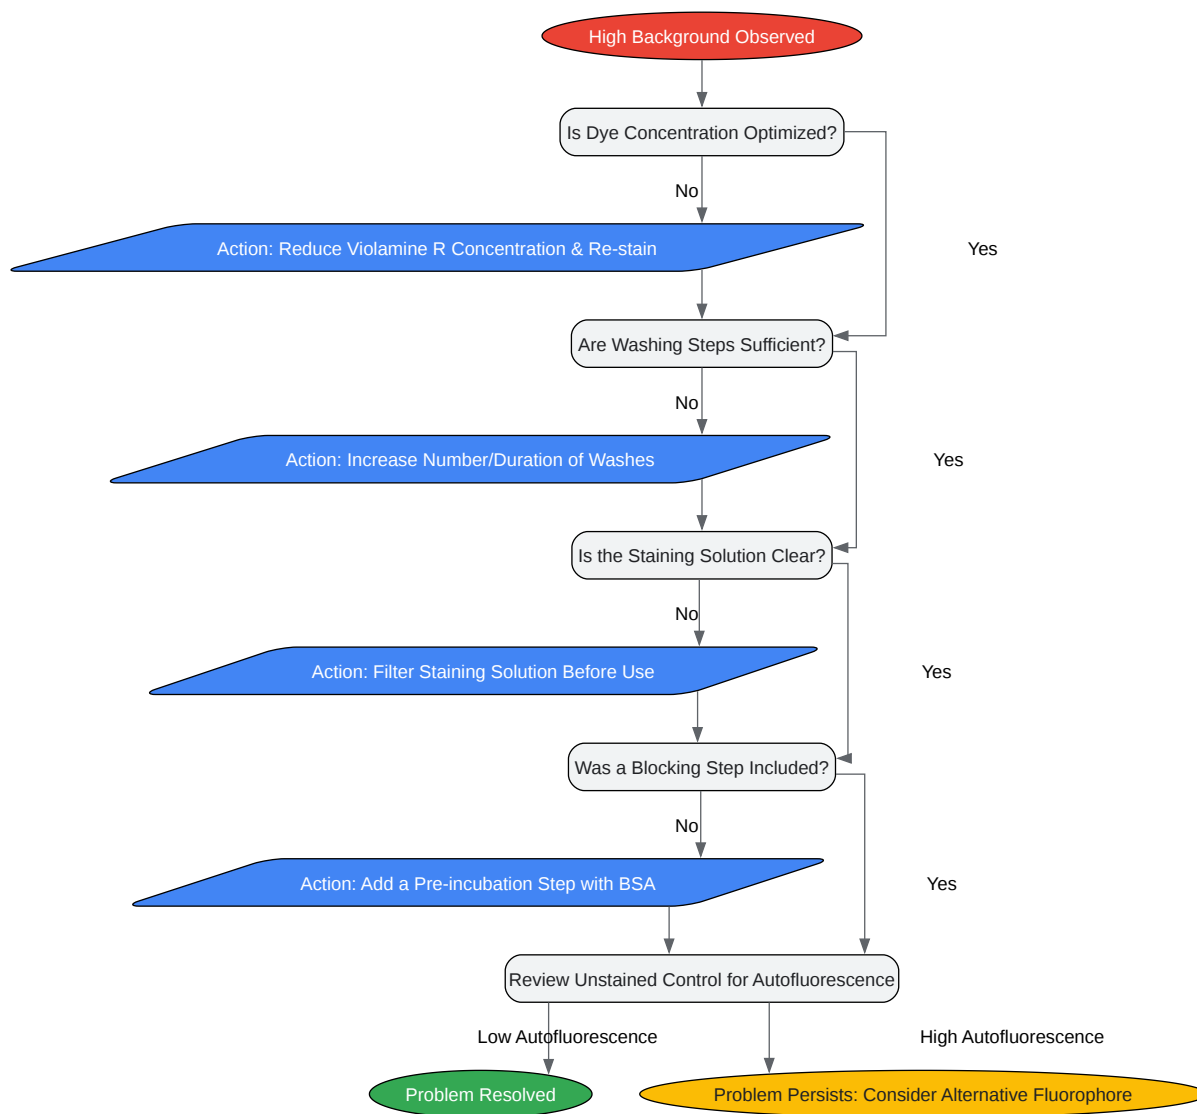 High Background Observed
Is Dye Concentration Optimized?
No
Action: Reduce Violamine R Concentration & Re-stain
Yes
Are Washing Steps Sufficient?
No
Action: Increase Number/Duration of Washes
Yes
Is the Staining Solution Clear?
No
Action: Filter Staining Solution Before Use
Yes
Was a Blocking Step Included?
No
Action: Add a Pre-incubation Step with BSA
Yes
Review Unstained Control for Autofluorescence
Low Autofluorescence
High Autofluorescence
Problem Resolved
Problem Persists: Consider Alternative Fluorophore